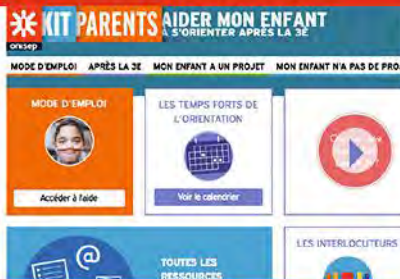 KIT PARENTS AIDER MON ENFANT
À S'ORIENTER APRÈS LA 3E
onisep
MODE D'EMPLOI APRÈS LA 3E MON ENFANT A UN PROJET MON ENFANT N'A PAS DE PRO
MODE D'EMPLOI
Accéder à l'aide
LES TEMPS FORTS DE
L'ORIENTATION
Voir le calendrier
TOUTES LES
RESSOURCES
LES INTERLOCUTEURS